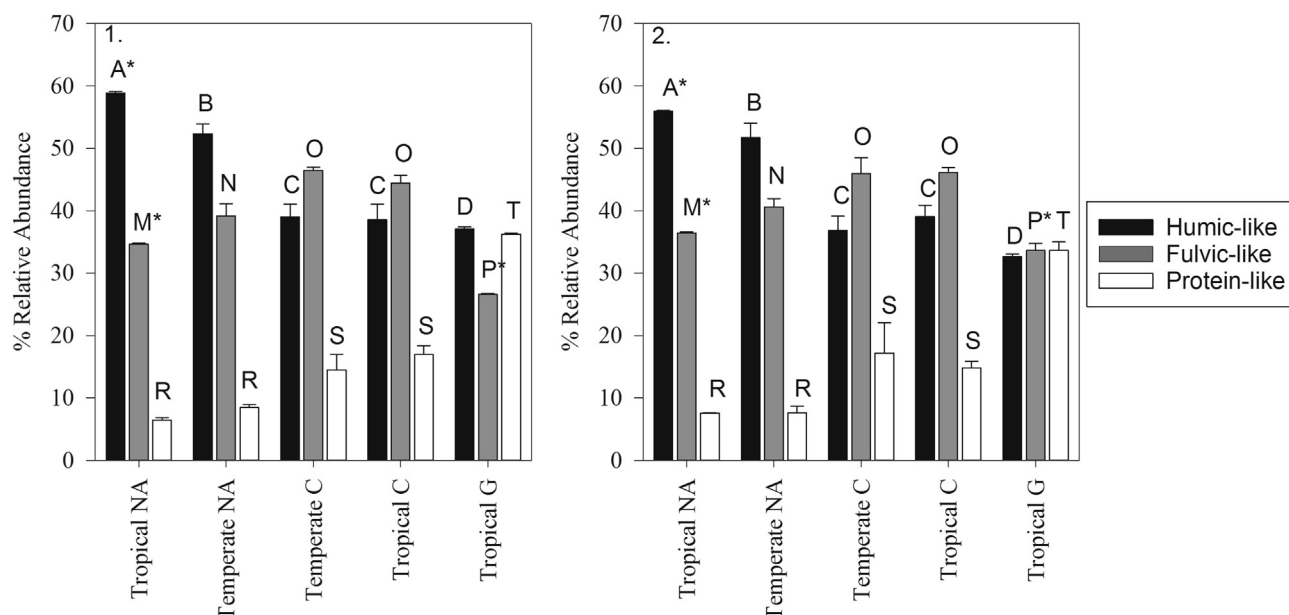 1.
% Relative Abundance
70
60
50
40
30
20
10
0
A*
M*
R
B
N
R
C
O
S
C
O
S
D
P*
T
Tropical NA
Temperate NA
Temperate C
Tropical C
Tropical G
2.
% Relative Abundance
70
60
50
40
30
20
10
0
A*
M*
R
B
N
R
C
O
S
C
O
S
D
P*
T
Tropical NA
Temperate NA
Temperate C
Tropical C
Tropical G
Humic-like
Fulvic-like
Protein-like